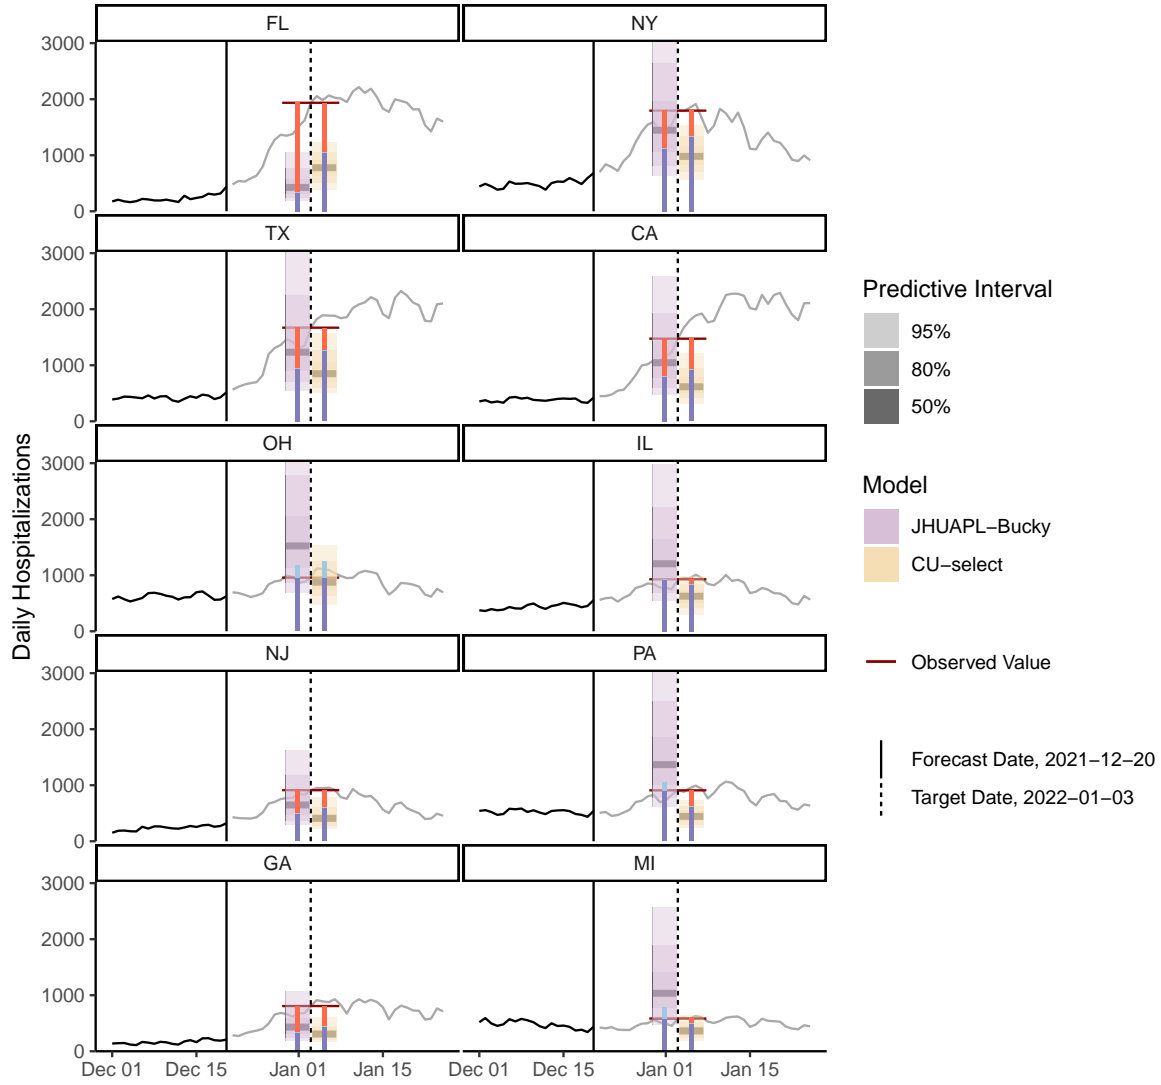 FL
NY
3000
2000
1000
0
TX
CA
3000
2000
1000
0
OH
IL
3000
2000
1000
0
NJ
PA
3000
2000
1000
0
GA
MI
3000
2000
1000
0
Dec 01
Dec 15
Jan 01
Jan 15
Dec 01
Dec 15
Jan 01
Jan 15
Daily Hospitalizations
Predictive Interval
95%
80%
50%
Model
JHUAPL−Bucky
CU−select
Observed Value
Forecast Date, 2021−12−20
Target Date, 2022−01−03